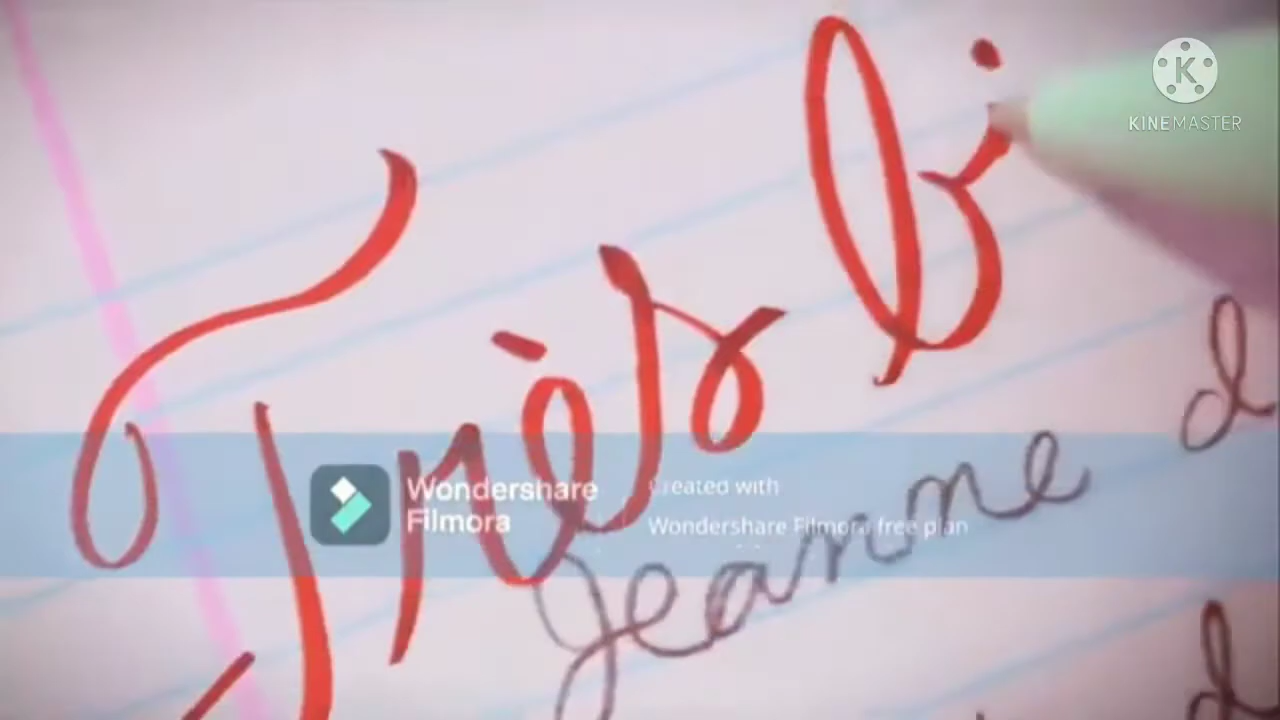 Très bi
Jeanne d
d
KINEMASTER
Wondershare
Filmora
Created with
Wondershare Filmora free plan